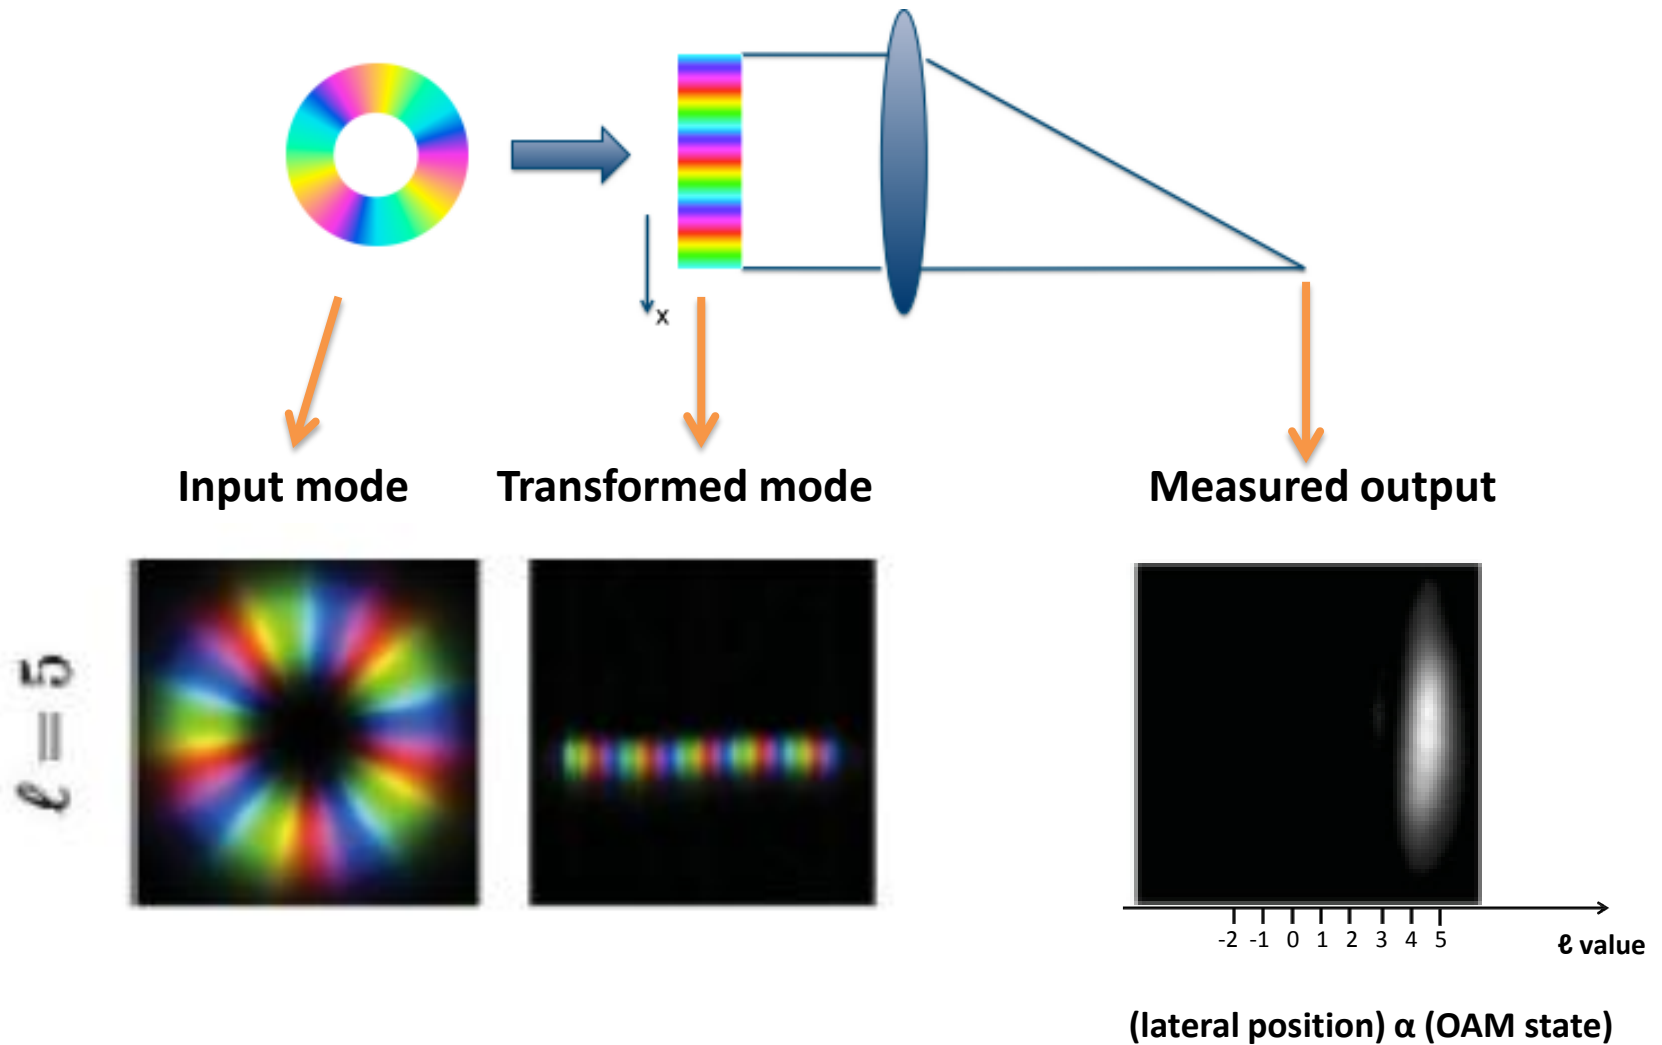 x
Input mode
Transformed mode
Measured output
ℓ = 5
-2 -1 0 1 2 3 4 5
ℓ value
(lateral position) α (OAM state)